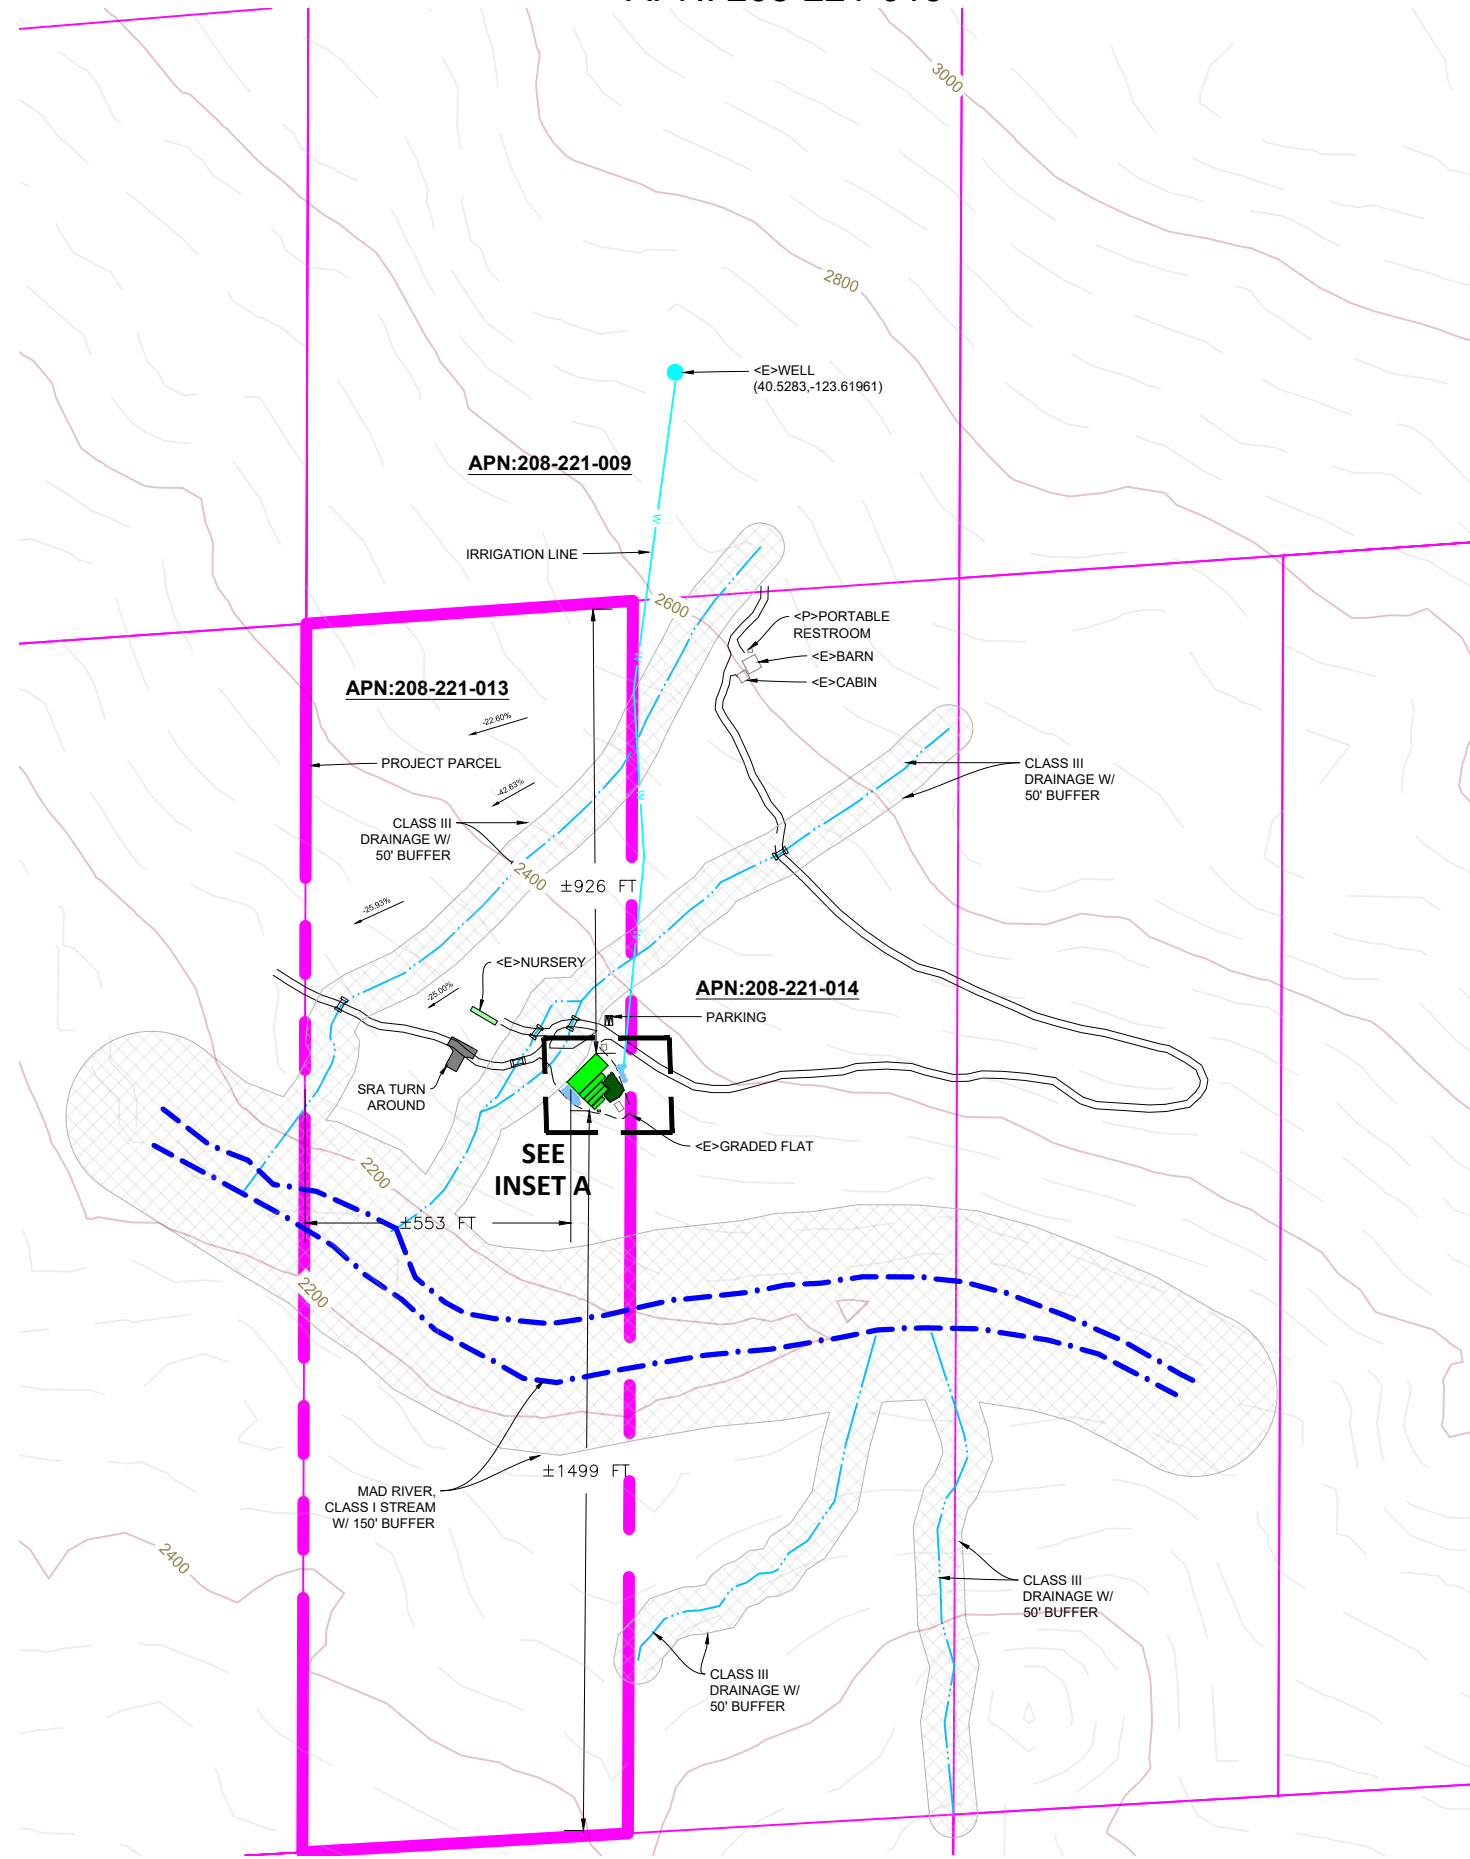 3000
2800
<E>WELL
(40.5283,-123.61961)
APN:208-221-009
W
IRRIGATION LINE
2600
<P>PORTABLE
RESTROOM
<E>BARN
<E>CABIN
W
APN:208-221-013
-22.60%
PROJECT PARCEL
-42.63%
W
CLASS III
DRAINAGE W/
50' BUFFER
CLASS III
DRAINAGE W/
50' BUFFER
2400
±926 FT
-25.93%
W
<E>NURSERY
APN:208-221-014
-25.00%
PARKING
SRA TURN
AROUND
<E>GRADED FLAT
SEE
INSET A
2200
±553 FT
2200
±1499 FT
MAD RIVER,
CLASS I STREAM
W/ 150' BUFFER
2400
CLASS III
DRAINAGE W/
50' BUFFER
CLASS III
DRAINAGE W/
50' BUFFER